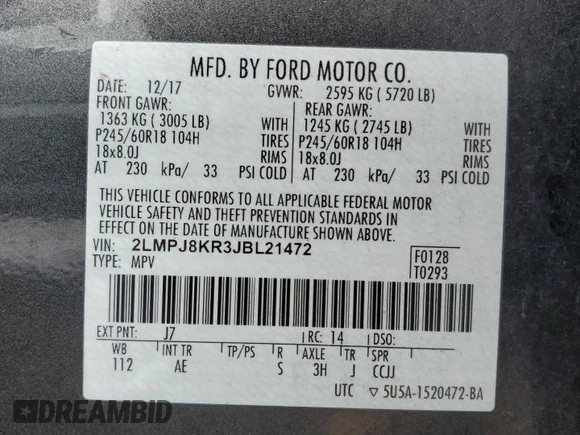 MFD. BY FORD MOTOR CO.
DATE: 12/17 GVWR: 2595 KG ( 5720 LB)
FRONT GAWR: REAR GAWR:
1363 KG ( 3005 LB) WITH 1245 KG ( 2745 LB) WITH
P245/60R18 104H TIRES P245/60R18 104H TIRES
18x8.0J RIMS 18x8.0J RIMS
AT 230 kPa/ 33 PSI COLD AT 230 kPa/ 33 PSI COLD
THIS VEHICLE CONFORMS TO ALL APPLICABLE FEDERAL MOTOR
VEHICLE SAFETY AND THEFT PREVENTION STANDARDS IN
EFFECT ON THE DATE OF MANUFACTURE SHOWN ABOVE.
VIN: 2LMPJ8KR3JBL21472 F0128
TYPE: MPV T0293
EXT PNT: J7 RC: 14 DSO:
WB INT TR TP/PS R AXLE TR SPR
112 AE S 3H J CCJJ
UTC ▽ 5U5A-1520472-BA
DREAMBID